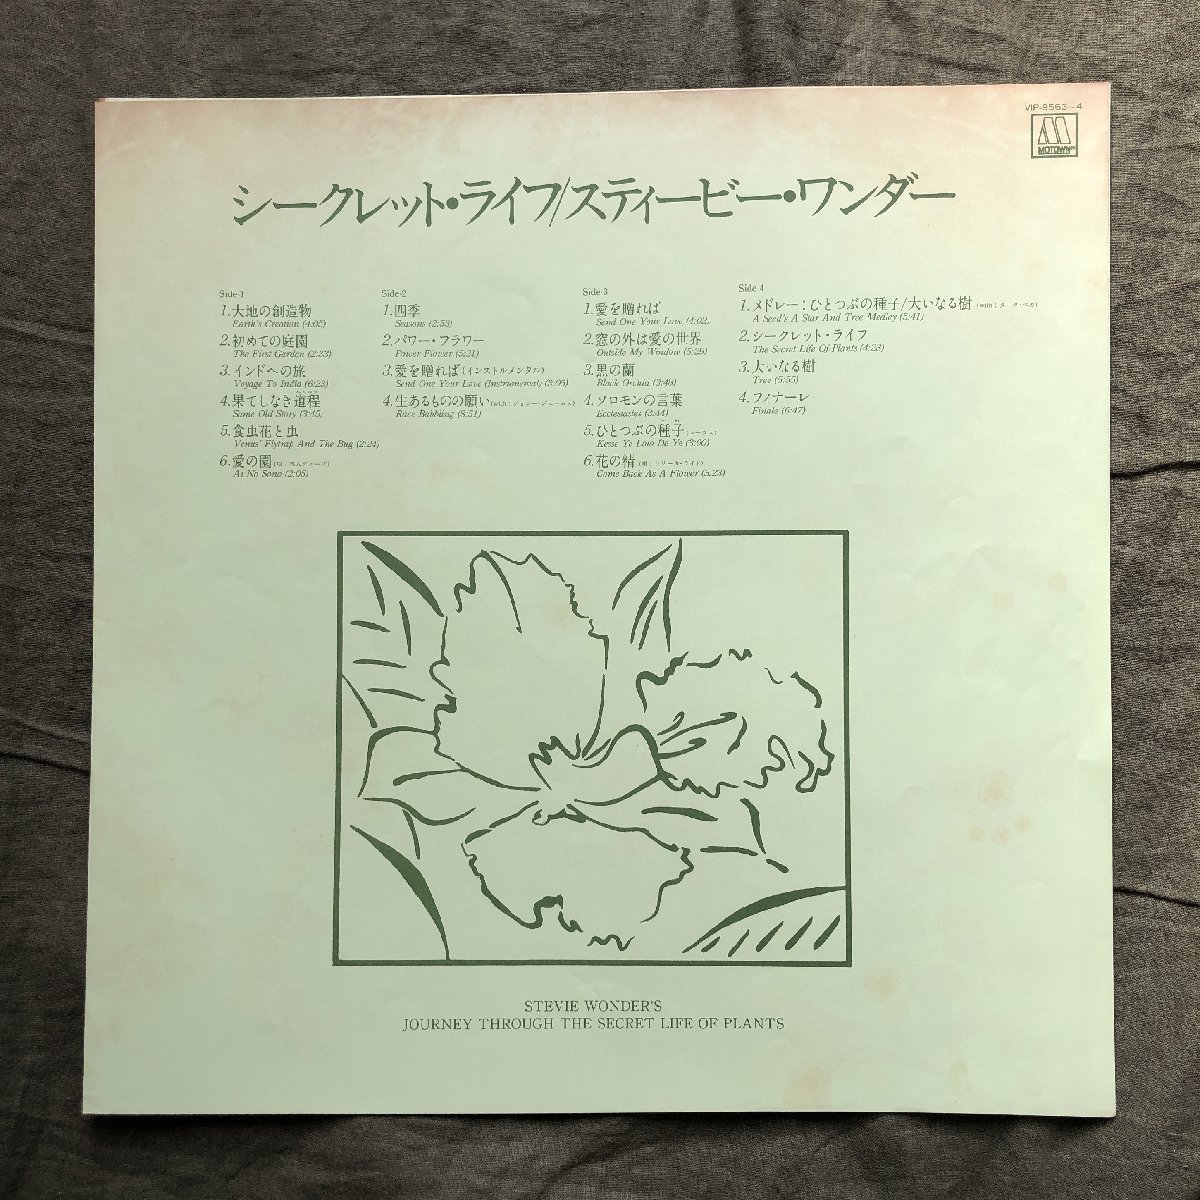 VIP-9563~4
MOTOWN
シークレット・ライフ/スティービー・ワンダー
Side-1
1.大地の創造物
Earth's Creation (4:05)
2.初めての庭園
The First Garden (2:33)
3.インドへの旅
Voyage To India (6:23)
4.果てしなき道程
Same Old Story (3:45)
5.食虫花と虫
Venus' Flytrap And The Bug (2:24)
6.愛の園
Ai No Sono (2:05)
Side-2
1.四季
Seasons (2:53)
2.パワー・フラワー
Power Flower (5:31)
3.愛を贈れば(インストルメンタル)
Send One Your Love (Instrumental) (3:05)
4.生あるものの願い
Race Babbling (8:51)
Side-3
1.愛を贈れば
Send One Your Love (4:02)
2.窓の外は愛の世界
Outside My Window (5:29)
3.黒の蘭
Black Orchid (3:48)
4.ソロモンの言葉
Ecclesiastes (3:44)
5.ひとつぶの種子
Kesse Ye Lolo De Ye (3:00)
6.花の精
Come Back As A Flower (5:23)
Side 4
1.メドレー:ひとつぶの種子/大いなる樹
A Seed's A Star And Tree Medley (5:41)
2.シークレット・ライフ
The Secret Life Of Plants (4:23)
3.大いなる樹
Tree (5:55)
4.フィナーレ
Finale (6:47)
STEVIE WONDER'S
JOURNEY THROUGH THE SECRET LIFE OF PLANTS